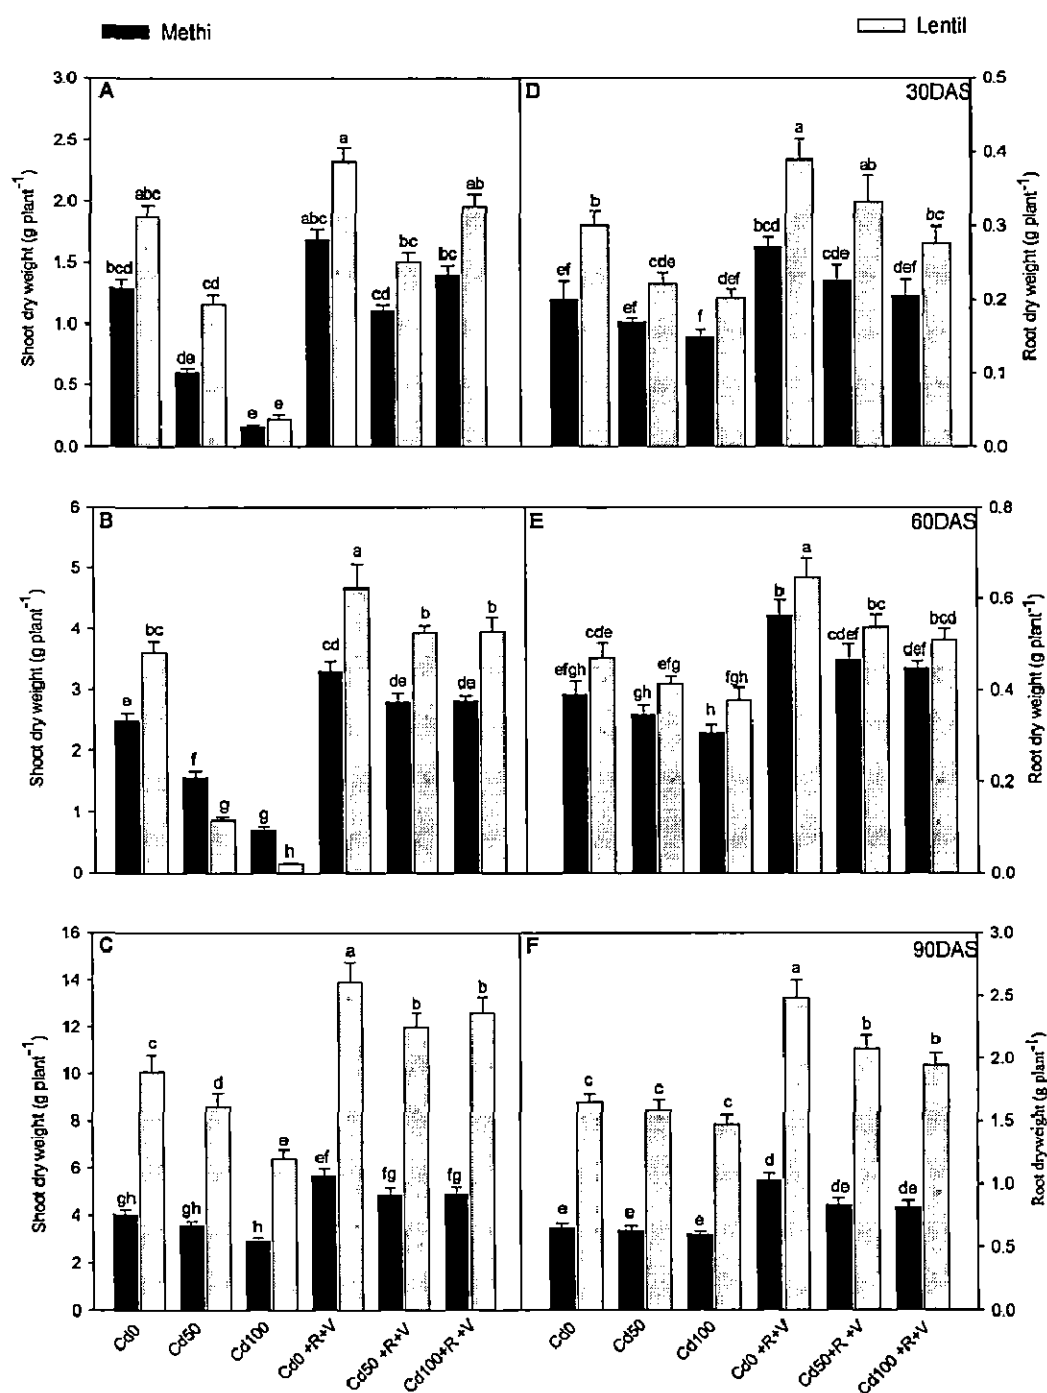 Methi
Lentil
A
D
30DAS
3.0
2.5
2.0
1.5
1.0
0.5
0.0
Shoot dry weight (g plant⁻¹)
bcd
abc
de
cd
e
e
abc
a
cd
bc
bc
ab
ef
b
ef
cde
f
def
bcd
a
cde
ab
def
bc
0.5
0.4
0.3
0.2
0.1
0.0
Root dry weight (g plant⁻¹)
B
E
60DAS
6
5
4
3
2
1
0
Shoot dry weight (g plant⁻¹)
e
bc
f
g
g
h
cd
a
de
b
de
b
efgh
cde
gh
efg
h
fgh
b
a
cdef
bc
def
bcd
0.8
0.6
0.4
0.2
0.0
Root dry weight (g plant⁻¹)
C
F
90DAS
16
14
12
10
8
6
4
2
0
Shoot dry weight (g plant⁻¹)
gh
c
gh
d
h
e
ef
a
fg
b
fg
b
e
c
e
c
e
c
d
a
de
b
de
b
3.0
2.5
2.0
1.5
1.0
0.5
0.0
Root dryweight (g plant⁻¹)
Cd0
Cd50
Cd100
Cd0 +R+V
Cd50 +R+V
Cd100+R +V
Cd0
Cd50
Cd100
Cd0 +R+V
Cd50+R +V
Cd100 +R+V